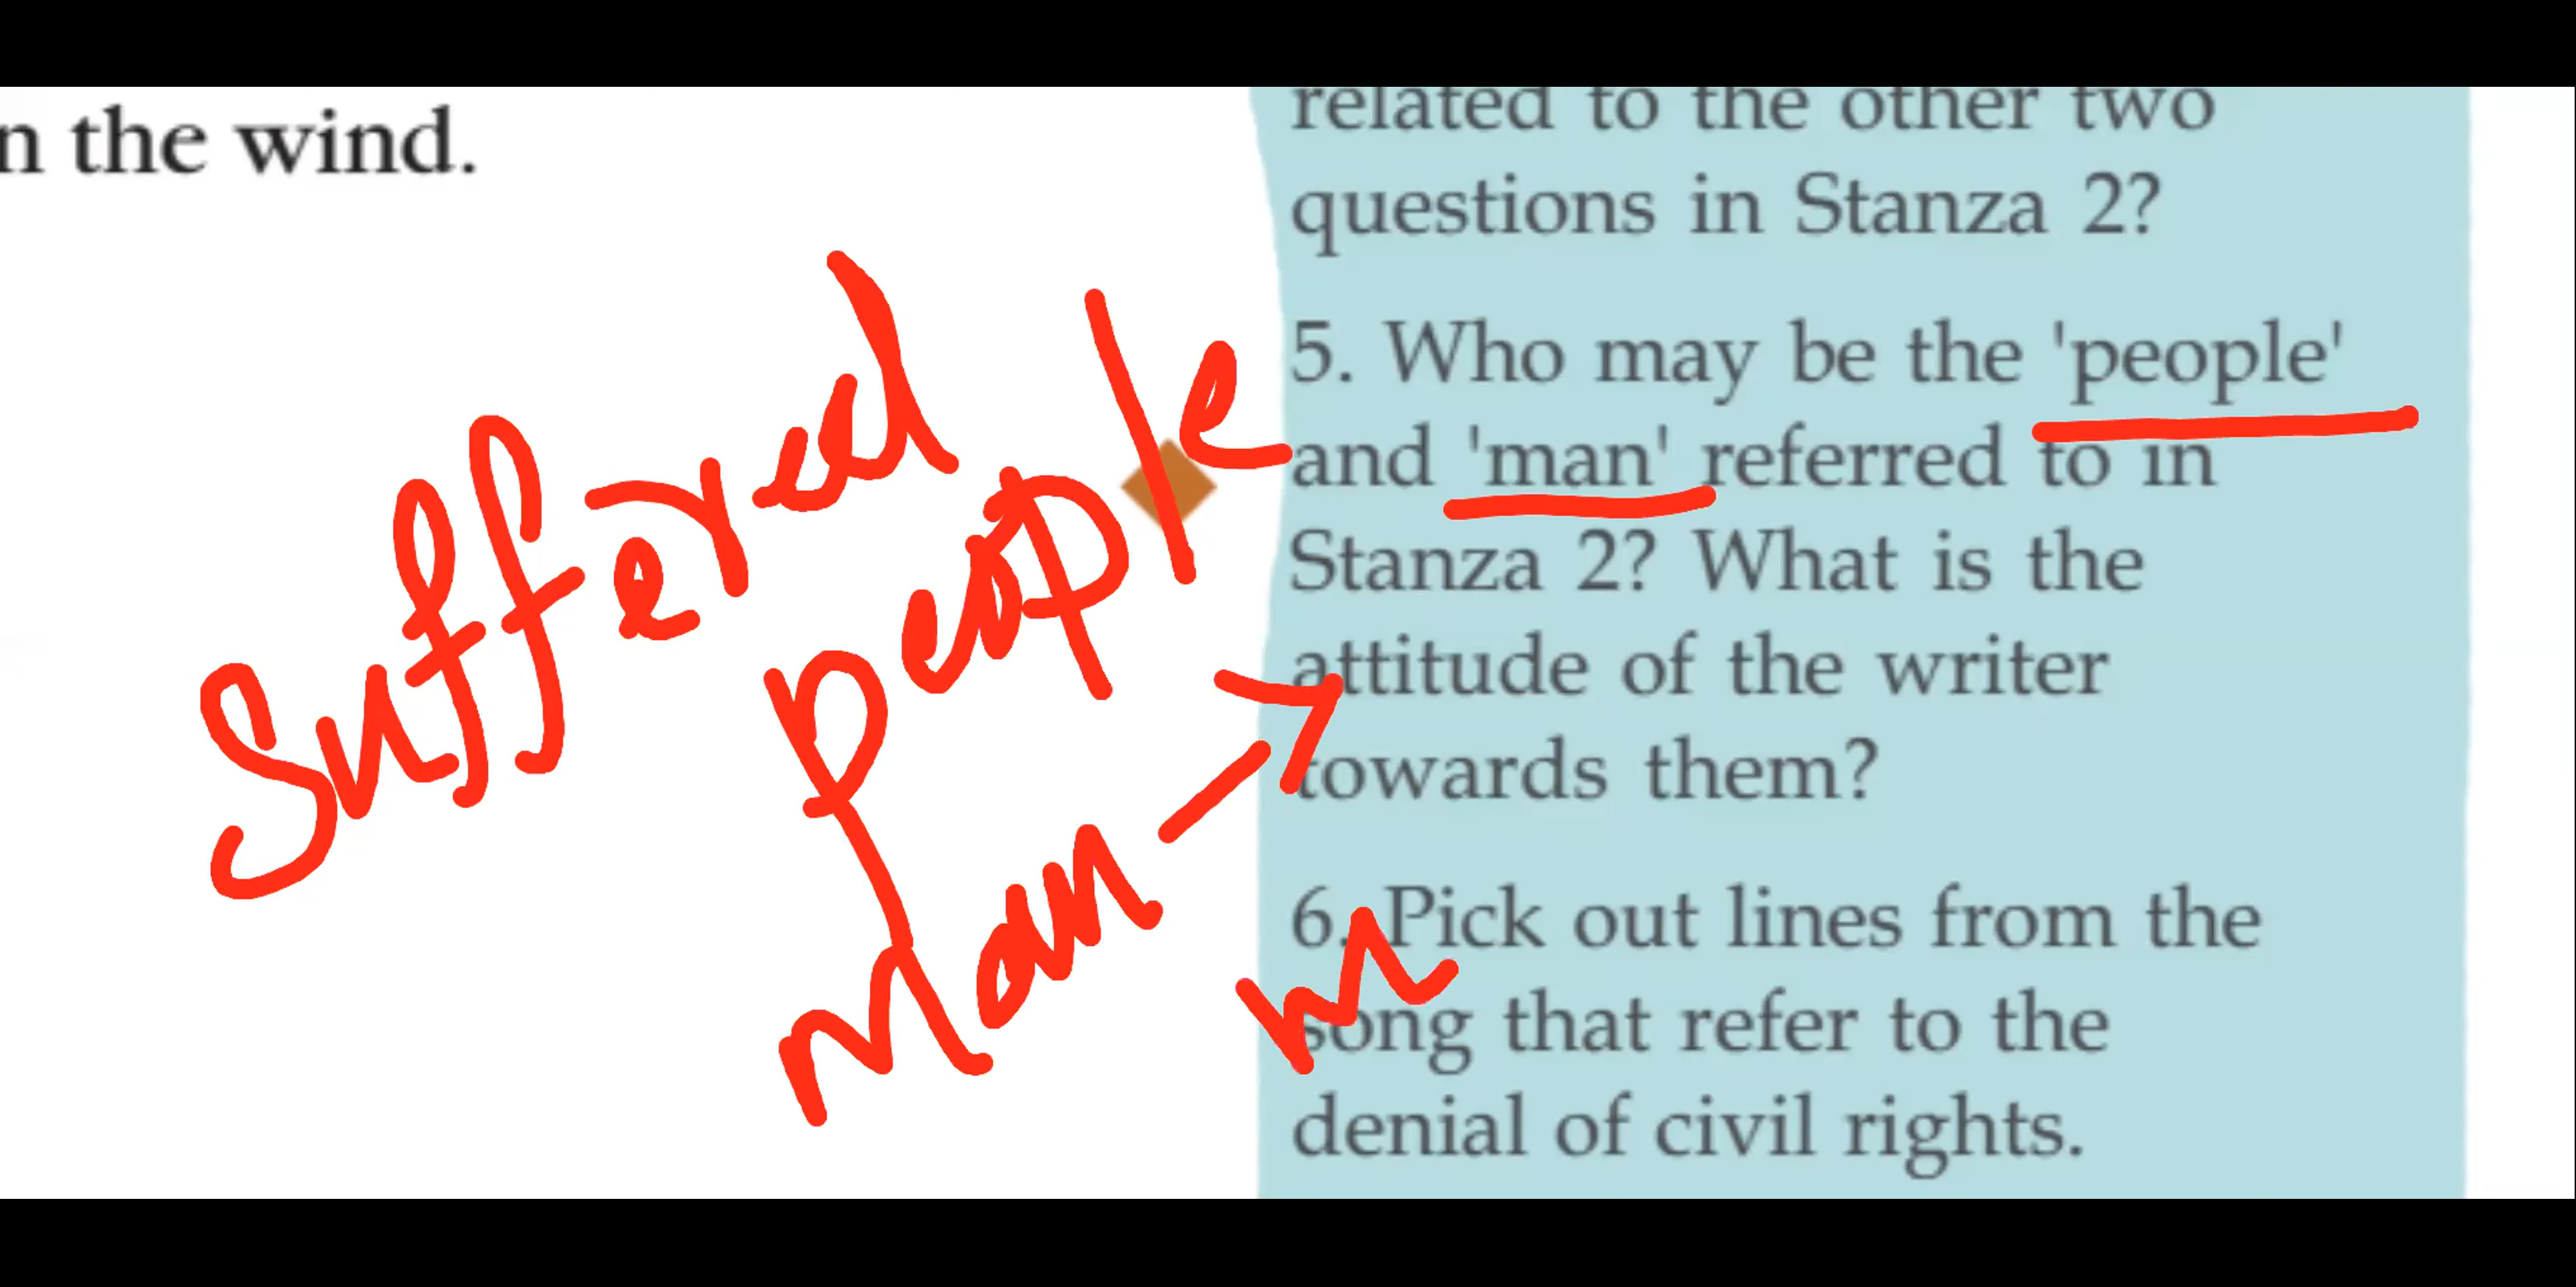 n the wind.
related to the other two
questions in Stanza 2?
5. Who may be the 'people'
and 'man' referred to in
Stanza 2? What is the
attitude of the writer
towards them?
6. Pick out lines from the
song that refer to the
denial of civil rights.
Suffered
people
Man →
M